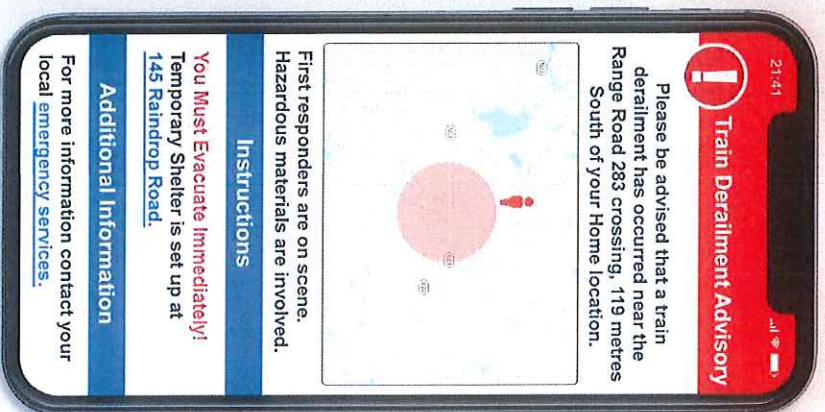 21:41
Train Derailment Advisory
Please be advised that a train
derailment has occurred near the
Range Road 283 crossing, 119 metres
South of your Home location.
First responders are on scene.
Hazardous materials are involved.
Instructions
You Must Evacuate Immediately!
Temporary Shelter is set up at
145 Raindrop Road.
Additional Information
For more information contact your
local emergency services.